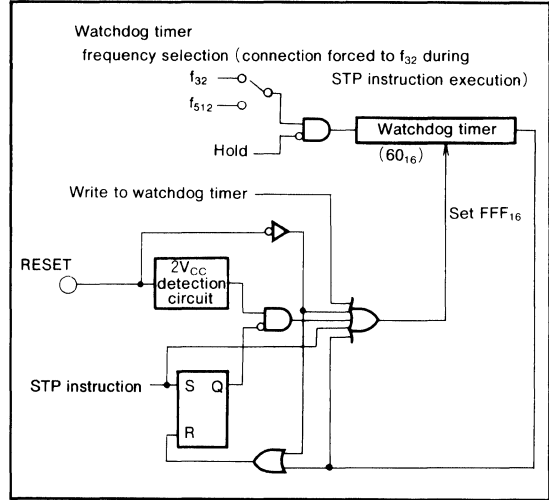 Watchdog timer
frequency selection (connection forced to f32 during
STP instruction execution)
f32
f512
Hold
Watchdog timer
(6016)
Write to watchdog timer
Set FFF16
RESET
2VCC
detection
circuit
STP instruction
S Q
R